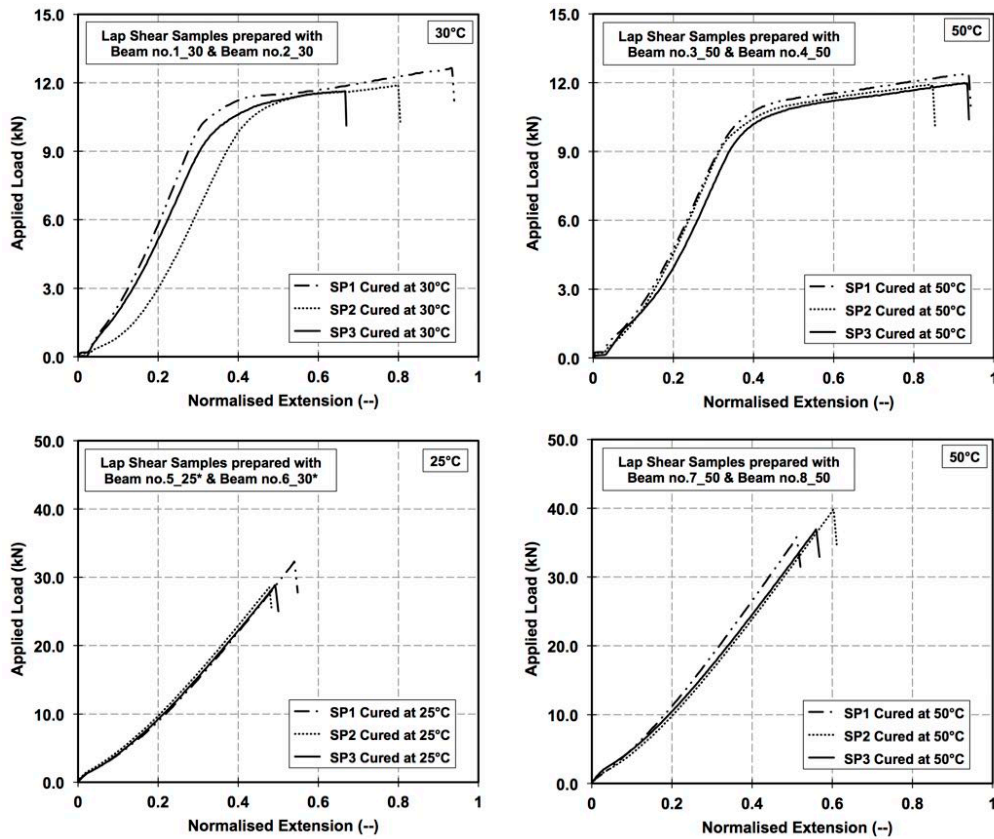 15.0
12.0
9.0
6.0
3.0
0.0
Applied Load (kN)
Lap Shear Samples prepared with
Beam no.1_30 & Beam no.2_30
30°C
SP1 Cured at 30°C
SP2 Cured at 30°C
SP3 Cured at 30°C
0 0.2 0.4 0.6 0.8 1
Normalised Extension (--)
15.0
12.0
9.0
6.0
3.0
0.0
Applied Load (kN)
Lap Shear Samples prepared with
Beam no.3_50 & Beam no.4_50
50°C
SP1 Cured at 50°C
SP2 Cured at 50°C
SP3 Cured at 50°C
0 0.2 0.4 0.6 0.8 1
Normalised Extension (--)
50.0
40.0
30.0
20.0
10.0
0.0
Applied Load (kN)
Lap Shear Samples prepared with
Beam no.5_25* & Beam no.6_30*
25°C
SP1 Cured at 25°C
SP2 Cured at 25°C
SP3 Cured at 25°C
0 0.2 0.4 0.6 0.8 1
Normalised Extension (--)
50.0
40.0
30.0
20.0
10.0
0.0
Applied Load (kN)
Lap Shear Samples prepared with
Beam no.7_50 & Beam no.8_50
50°C
SP1 Cured at 50°C
SP2 Cured at 50°C
SP3 Cured at 50°C
0 0.2 0.4 0.6 0.8 1
Normalised Extension (--)